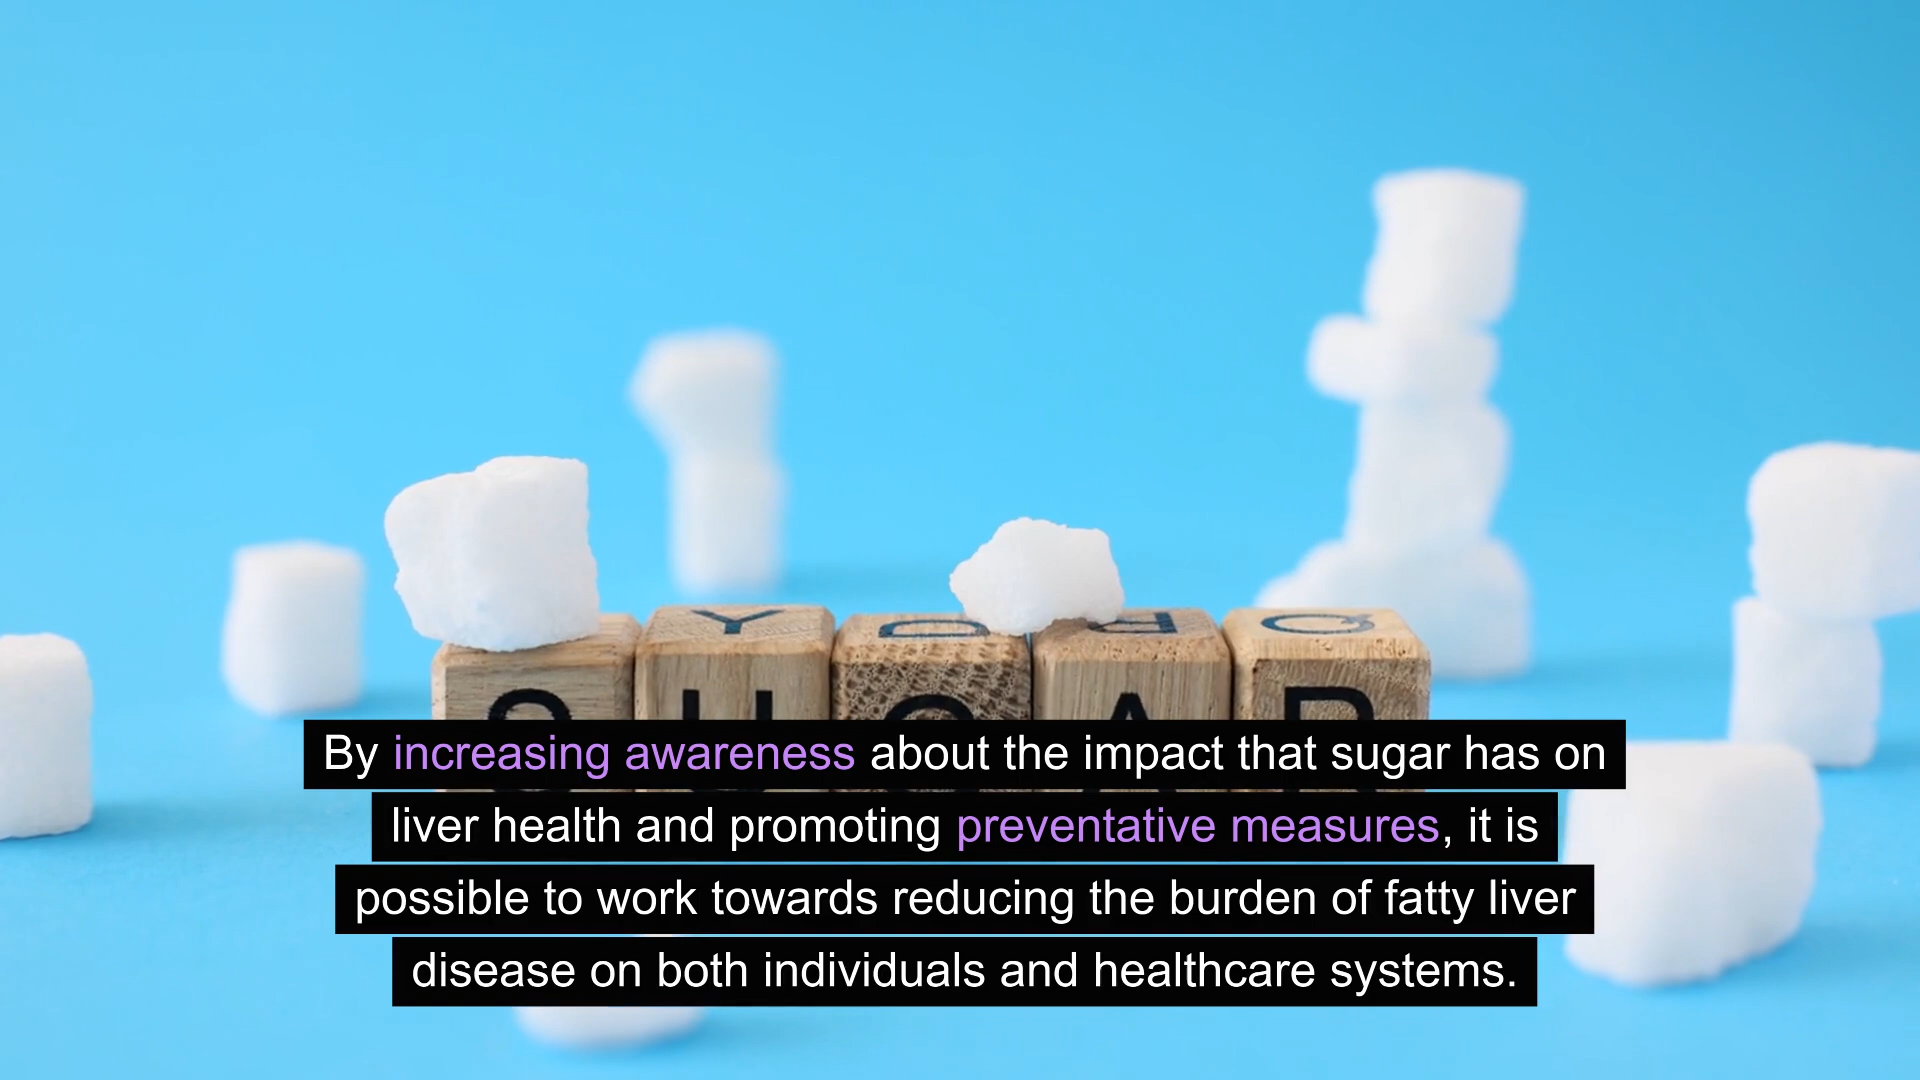 Y D Q
SUGAR
By increasing awareness about the impact that sugar has on
liver health and promoting preventative measures, it is
possible to work towards reducing the burden of fatty liver
disease on both individuals and healthcare systems.